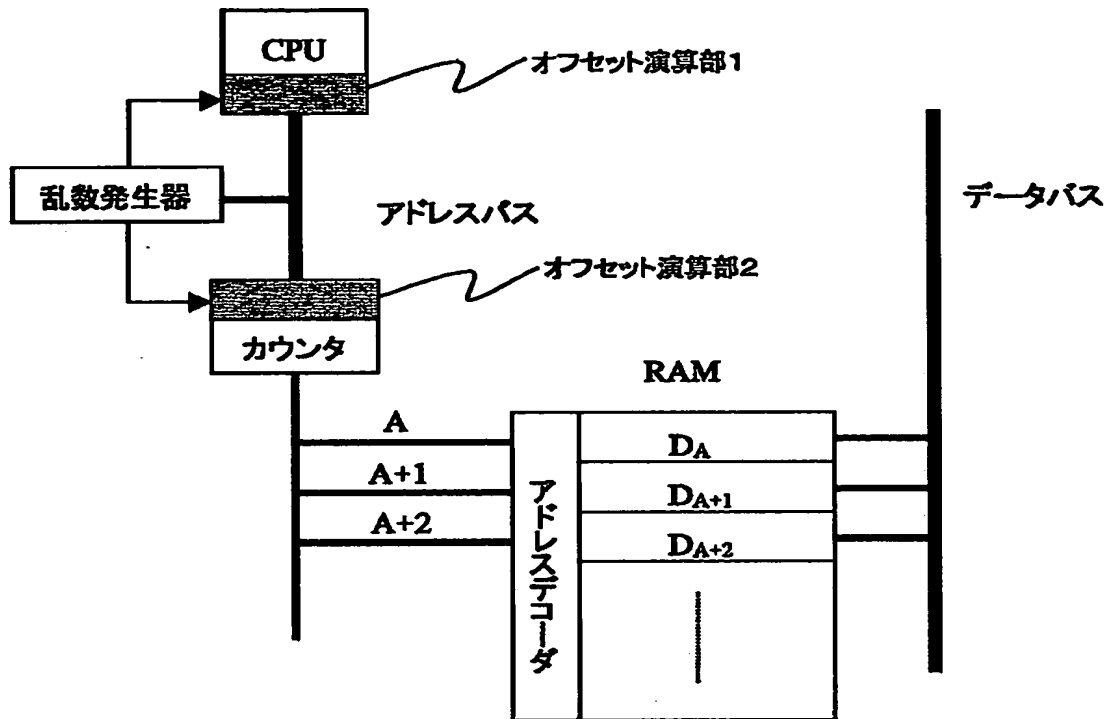 CPU
オフセット演算部1
乱数発生器
アドレスバス
データバス
オフセット演算部2
カウンタ
RAM
A
DA
A+1
DA+1
A+2
DA+2
アドレスデコーダ